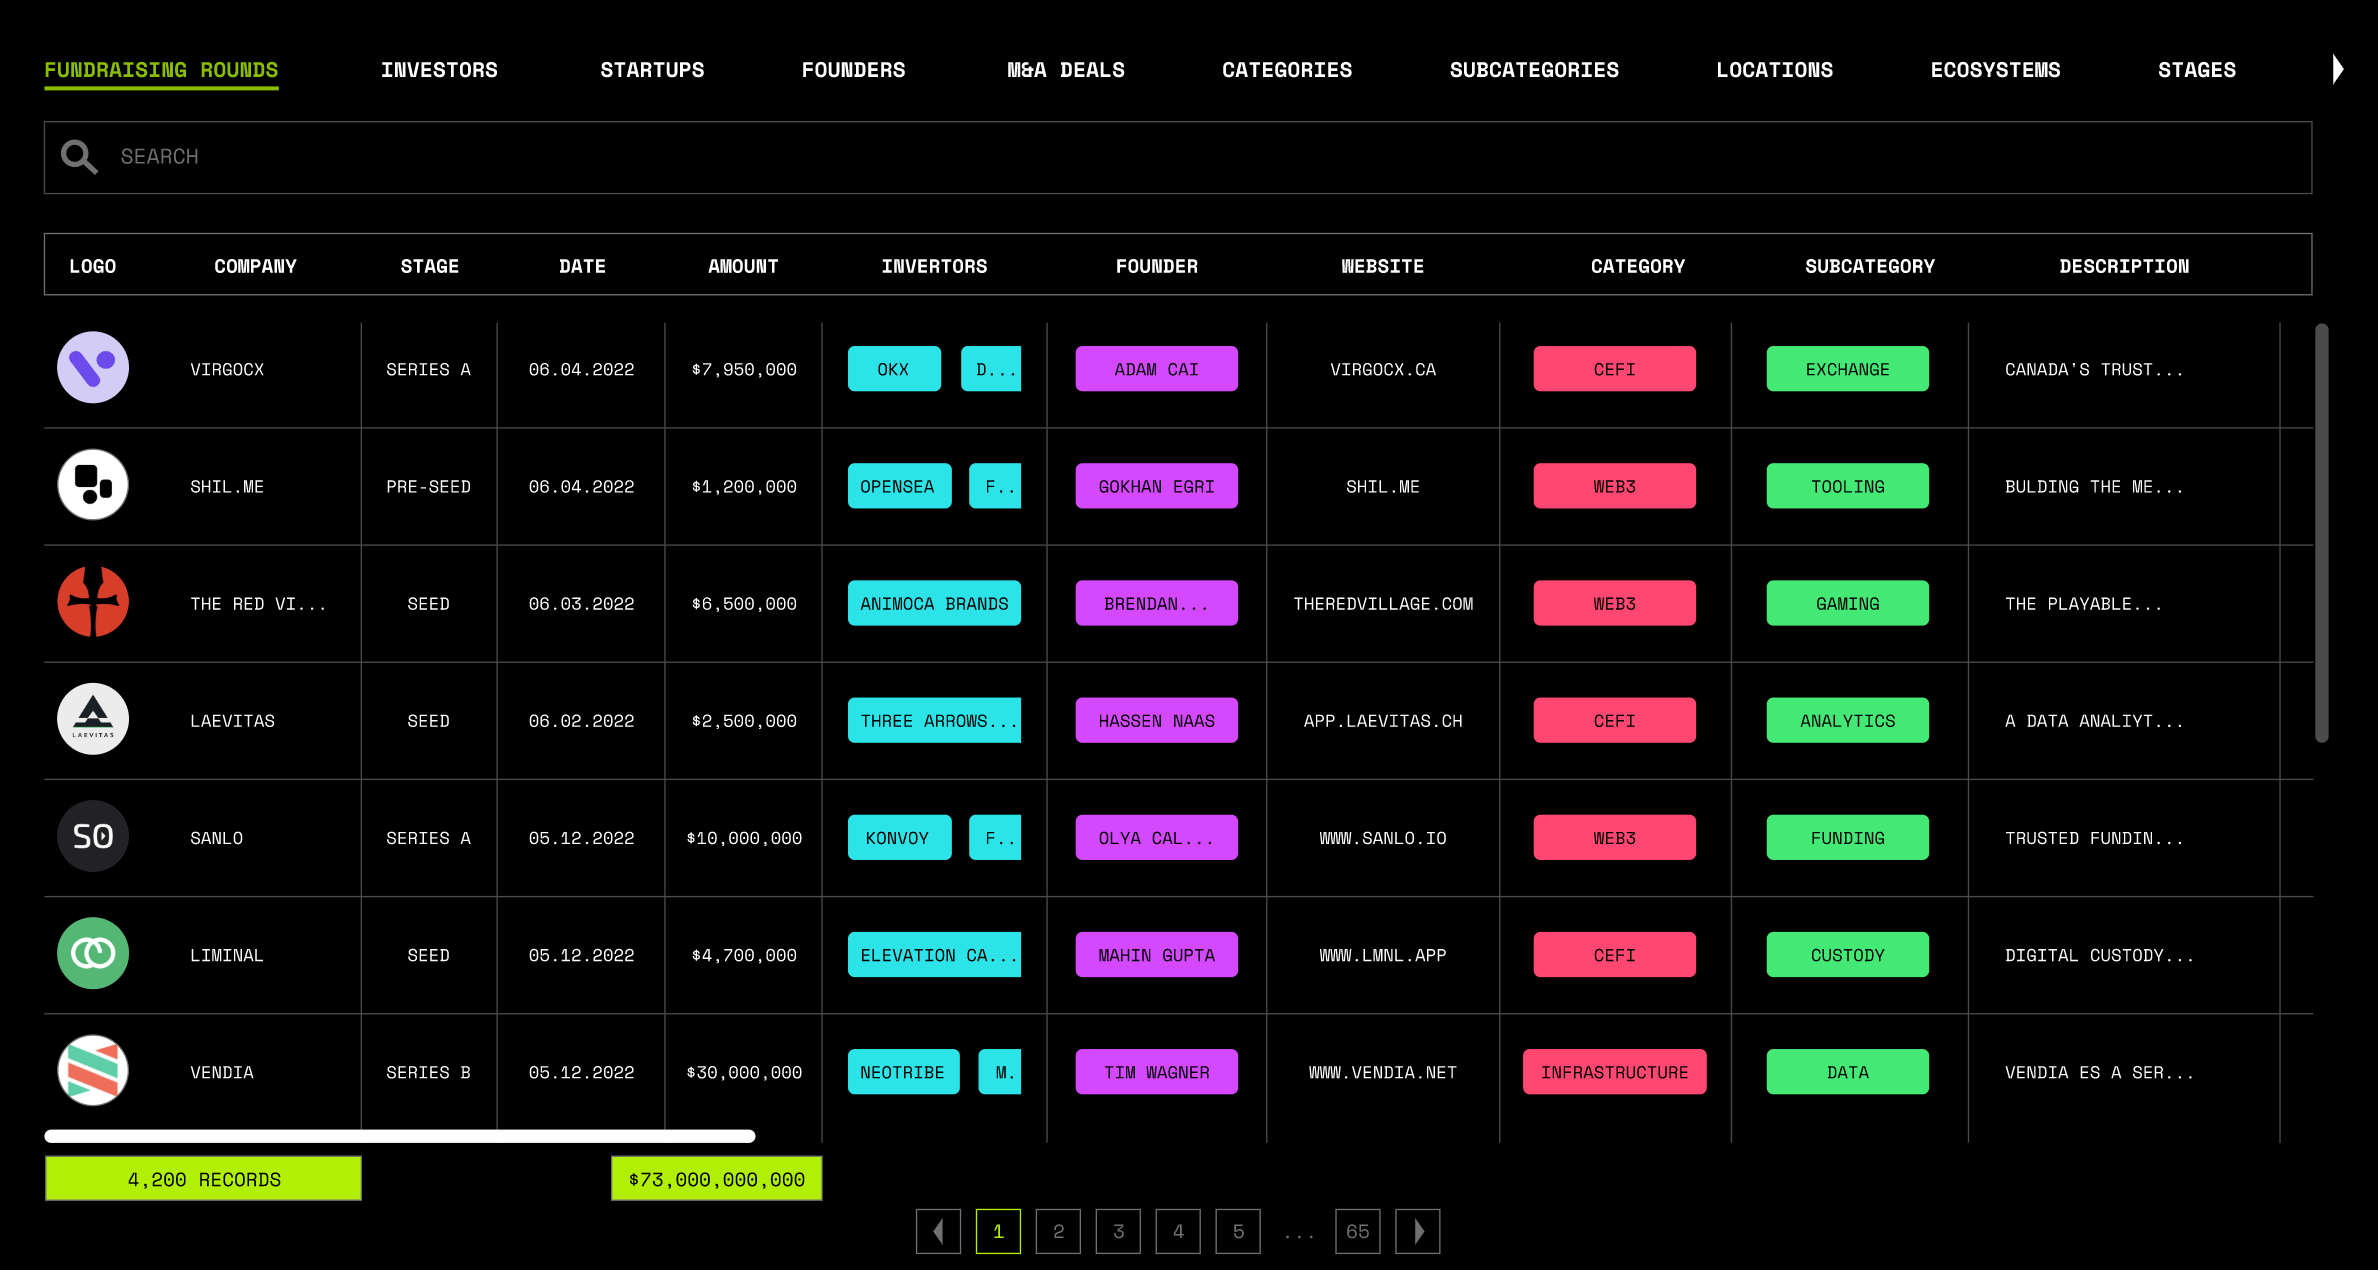 FUNDRAISING ROUNDS INVESTORS STARTUPS FOUNDERS M&A DEALS CATEGORIES SUBCATEGORIES LOCATIONS ECOSYSTEMS STAGES
SEARCH
LOGO COMPANY STAGE DATE AMOUNT INVERTORS FOUNDER WEBSITE CATEGORY SUBCATEGORY DESCRIPTION
VIRGOCX SERIES A 06.04.2022 $7,950,000 OKX D... ADAM CAI VIRGOCX.CA CEFI EXCHANGE CANADA'S TRUST...
SHIL.ME PRE-SEED 06.04.2022 $1,200,000 OPENSEA F.. GOKHAN EGRI SHIL.ME WEB3 TOOLING BULDING THE ME...
THE RED VI... SEED 06.03.2022 $6,500,000 ANIMOCA BRANDS BRENDAN... THEREDVILLAGE.COM WEB3 GAMING THE PLAYABLE...
LAEVITAS LAEVITAS SEED 06.02.2022 $2,500,000 THREE ARROWS... HASSEN NAAS APP.LAEVITAS.CH CEFI ANALYTICS A DATA ANALIYT...
S0 SANLO SERIES A 05.12.2022 $10,000,000 KONVOY F.. OLYA CAL... WWW.SANLO.IO WEB3 FUNDING TRUSTED FUNDIN...
LIMINAL SEED 05.12.2022 $4,700,000 ELEVATION CA... MAHIN GUPTA WWW.LMNL.APP CEFI CUSTODY DIGITAL CUSTODY...
VENDIA SERIES B 05.12.2022 $30,000,000 NEOTRIBE M. TIM WAGNER WWW.VENDIA.NET INFRASTRUCTURE DATA VENDIA ES A SER...
4,200 RECORDS $73,000,000,000
1 2 3 4 5 ... 65